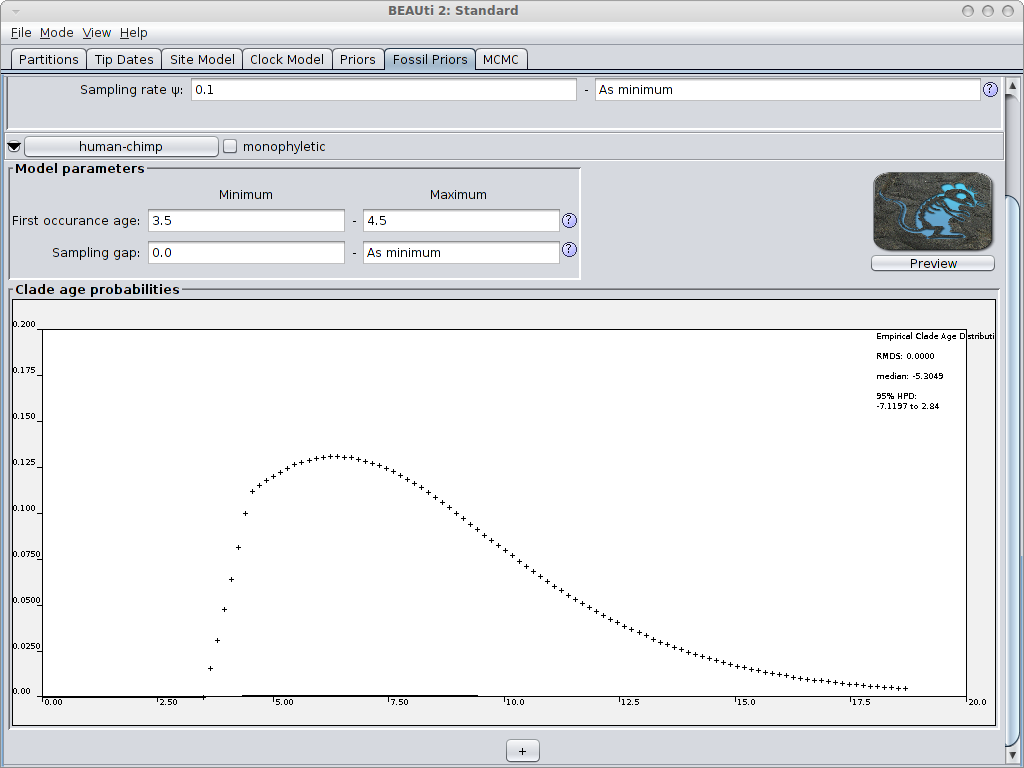 BEAUti 2: Standard
File Mode View Help
Partitions Tip Dates Site Model Clock Model Priors Fossil Priors MCMC
Sampling rate ψ: 0.1 - As minimum ?
human-chimp monophyletic
Model parameters
Minimum Maximum
First occurance age: 3.5 - 4.5 ?
Sampling gap: 0.0 - As minimum ?
Preview
Clade age probabilities
0.200
0.175
0.150
0.125
0.100
0.0750
0.0500
0.0250
0.00
Empirical Clade Age Distributi
RMDS: 0.0000
median: -5.3049
95% HPD:
-7.1197 to 2.84
0.00 2.50 5.00 7.50 10.0 12.5 15.0 17.5 20.0
+